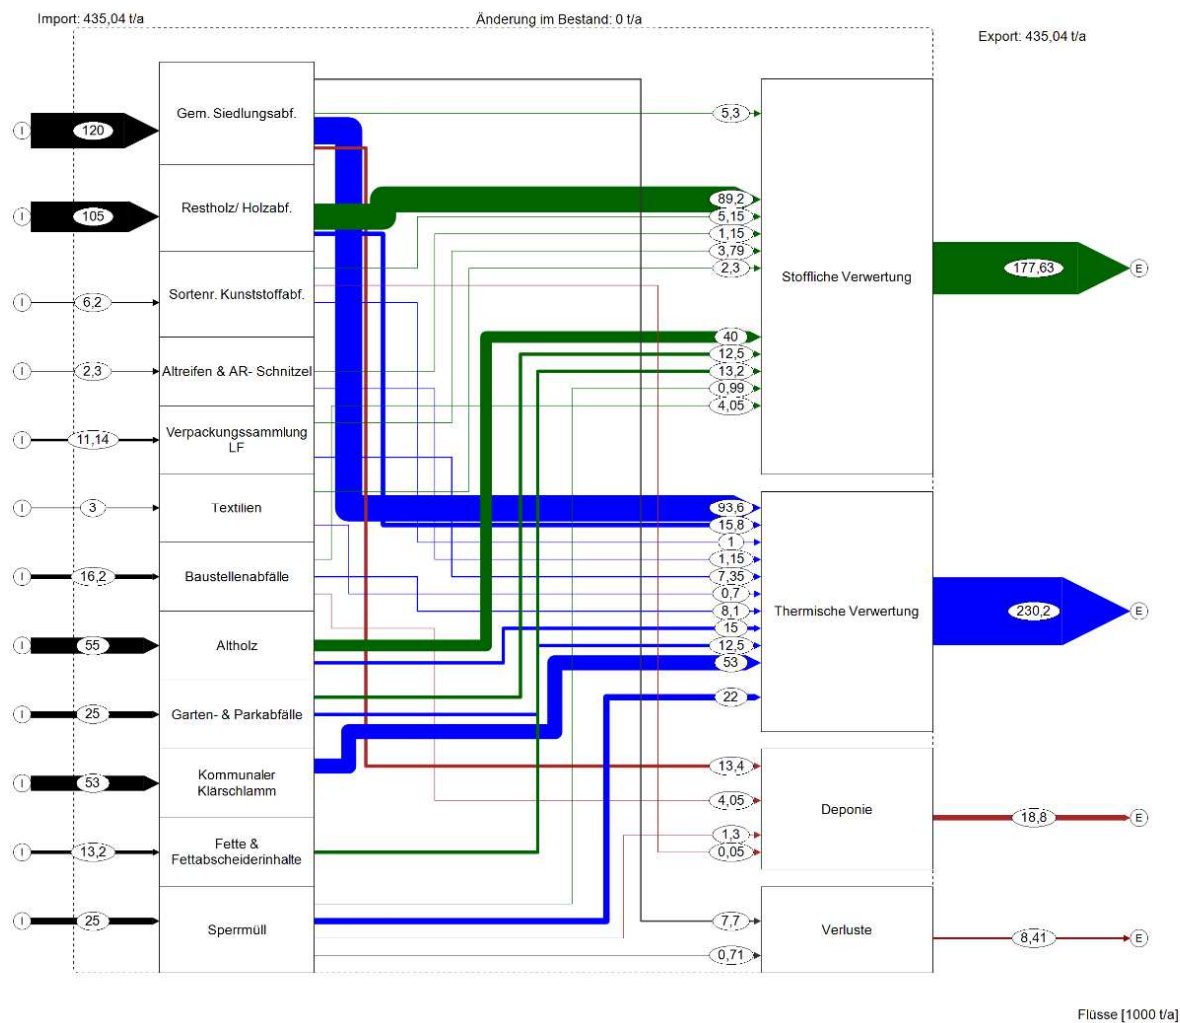 Import: 435,04 t/a
Änderung im Bestand: 0 t/a
Export: 435,04 t/a
I
120
Gem. Siedlungsabf.
I
105
Restholz/ Holzabf.
I
6,2
Sortenr. Kunststoffabf.
I
2,3
Altreifen & AR- Schnitzel
I
11,14
Verpackungssammlung
LF
I
3
Textilien
I
16,2
Baustellenabfälle
I
55
Altholz
I
25
Garten- & Parkabfälle
I
53
Kommunaler
Klärschlamm
I
13,2
Fette &
Fettabscheiderinhalte
I
25
Sperrmüll
5,3
89,2
5,15
1,15
3,79
2,3
40
12,5
13,2
0,99
4,05
Stoffliche Verwertung
177,63
E
93,6
15,8
1
1,15
7,35
0,7
8,1
15
12,5
53
22
Thermische Verwertung
230,2
E
13,4
4,05
1,3
0,05
Deponie
18,8
E
7,7
0,71
Verluste
8,41
E
Flüsse [1000 t/a]